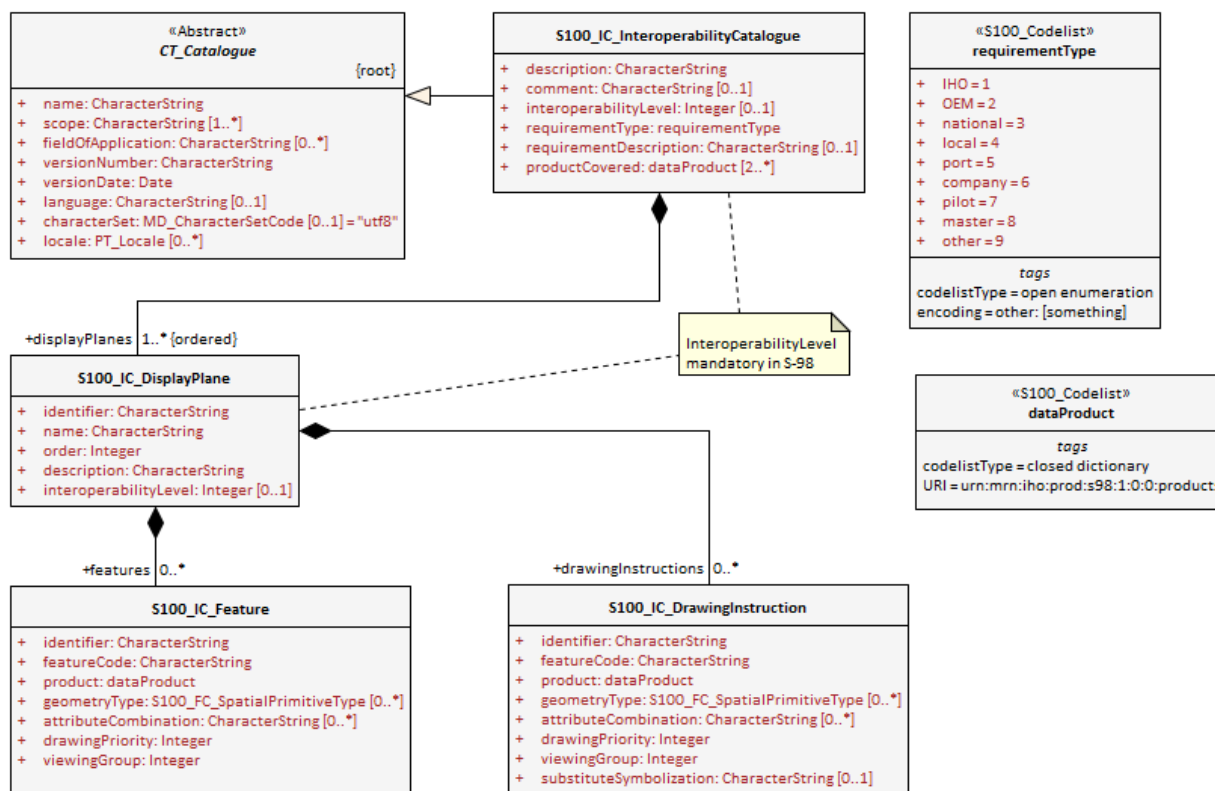 «Abstract»
CT_Catalogue
{root}
+ name: CharacterString
+ scope: CharacterString [1..*]
+ fieldOfApplication: CharacterString [0..*]
+ versionNumber: CharacterString
+ versionDate: Date
+ language: CharacterString [0..1]
+ characterSet: MD_CharacterSetCode [0..1] = "utf8"
+ locale: PT_Locale [0..*]
S100_IC_InteroperabilityCatalogue
+ description: CharacterString
+ comment: CharacterString [0..1]
+ interoperabilityLevel: Integer [0..1]
+ requirementType: requirementType
+ requirementDescription: CharacterString [0..1]
+ productCovered: dataProduct [2..*]
«S100_Codelist»
requirementType
+ IHO = 1
+ OEM = 2
+ national = 3
+ local = 4
+ port = 5
+ company = 6
+ pilot = 7
+ master = 8
+ other = 9
tags
codelistType = open enumeration
encoding = other: [something]
+displayPlanes 1..* {ordered}
InteroperabilityLevel
mandatory in S-98
S100_IC_DisplayPlane
+ identifier: CharacterString
+ name: CharacterString
+ order: Integer
+ description: CharacterString
+ interoperabilityLevel: Integer [0..1]
«S100_Codelist»
dataProduct
tags
codelistType = closed dictionary
URI = urn:mrn:iho:prod:s98:1:0:0:products
+features 0..*
+drawingInstructions 0..*
S100_IC_Feature
+ identifier: CharacterString
+ featureCode: CharacterString
+ product: dataProduct
+ geometryType: S100_FC_SpatialPrimitiveType [0..*]
+ attributeCombination: CharacterString [0..*]
+ drawingPriority: Integer
+ viewingGroup: Integer
S100_IC_DrawingInstruction
+ identifier: CharacterString
+ featureCode: CharacterString
+ product: dataProduct
+ geometryType: S100_FC_SpatialPrimitiveType [0..*]
+ attributeCombination: CharacterString [0..*]
+ drawingPriority: Integer
+ viewingGroup: Integer
+ substituteSymbolization: CharacterString [0..1]